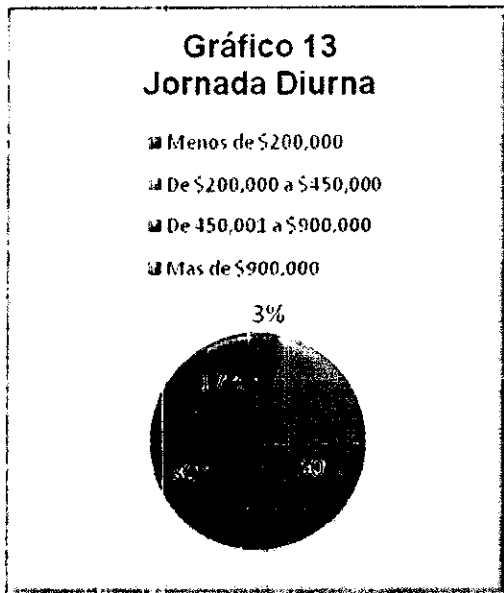 Gráfico 13
Jornada Diurna
Menos de $200,000
De $200,000 a $450,000
De 450,001 a $900,000
Mas de $900,000
3%